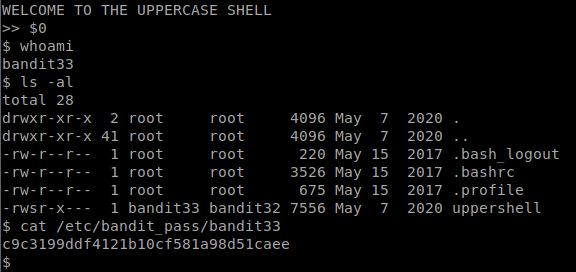 WELCOME TO THE UPPERCASE SHELL
>> $0
$ whoami
bandit33
$ ls -al
total 28
drwxr-xr-x  2 root     root     4096 May  7  2020 .
drwxr-xr-x 41 root     root     4096 May  7  2020 ..
-rw-r--r--  1 root     root      220 May 15  2017 .bash_logout
-rw-r--r--  1 root     root     3526 May 15  2017 .bashrc
-rw-r--r--  1 root     root      675 May 15  2017 .profile
-rwsr-x---  1 bandit33 bandit32 7556 May  7  2020 uppershell
$ cat /etc/bandit_pass/bandit33
c9c3199ddf4121b10cf581a98d51caee
$